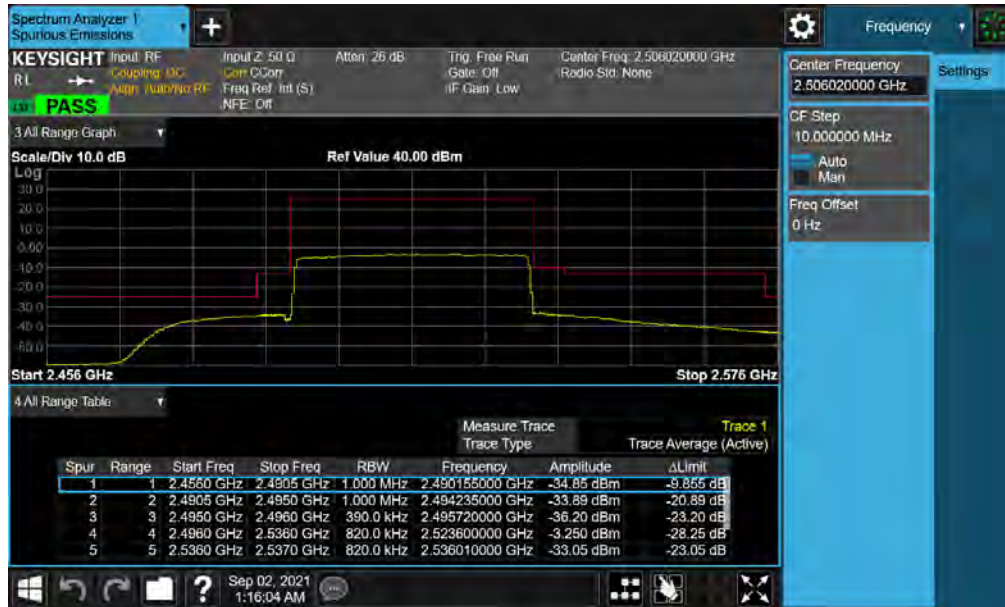 Spectrum Analyzer 1
Spurious Emissions
Frequency
KEYSIGHT Input: RF Input Z: 50 Ω Atten: 26 dB Trig: Free Run Center Freq: 2.506020000 GHz
R L Coupling: DC Corr CCorr Gate: Off Radio Std: None
Align: Auto/No RF Freq Ref: Int (S) IF Gain: Low
PASS NFE: Off
3 All Range Graph
Scale/Div 10.0 dB Ref Value 40.00 dBm
Log
30.0
20.0
10.0
0.00
-10.0
-20.0
-30.0
-40.0
-50.0
Start 2.456 GHz Stop 2.576 GHz
4 All Range Table
Measure Trace Trace 1
Trace Type Trace Average (Active)
Spur Range Start Freq Stop Freq RBW Frequency Amplitude ΔLimit
1 1 2.4560 GHz 2.4905 GHz 1.000 MHz 2.490155000 GHz -34.85 dBm -9.855 dB
2 2 2.4905 GHz 2.4950 GHz 1.000 MHz 2.494235000 GHz -33.89 dBm -20.89 dB
3 3 2.4950 GHz 2.4960 GHz 390.0 kHz 2.495720000 GHz -36.20 dBm -23.20 dB
4 4 2.4960 GHz 2.5360 GHz 820.0 kHz 2.523600000 GHz -3.250 dBm -28.25 dB
5 5 2.5360 GHz 2.5370 GHz 820.0 kHz 2.536010000 GHz -33.05 dBm -23.05 dB
Center Frequency
2.506020000 GHz
Settings
CF Step
10.000000 MHz
Auto
Man
Freq Offset
0 Hz
?
Sep 02, 2021
1:16:04 AM